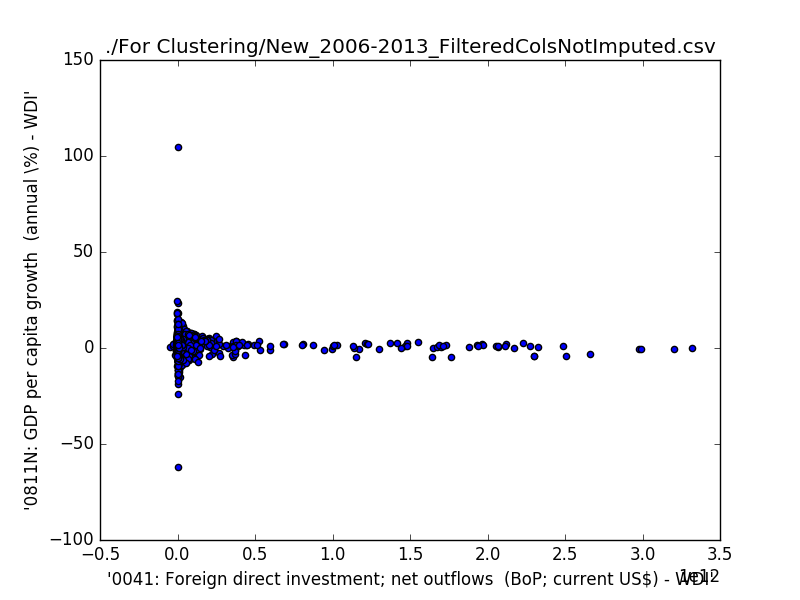 ./For Clustering/New_2006-2013_FilteredColsNotImputed.csv
150
100
50
0
−50
−100
'0811N: GDP per capita growth  (annual \%) - WDI'
−0.5 0.0 0.5 1.0 1.5 2.0 2.5 3.0 3.5
1e12
'0041: Foreign direct investment; net outflows  (BoP; current US$) - WDI'